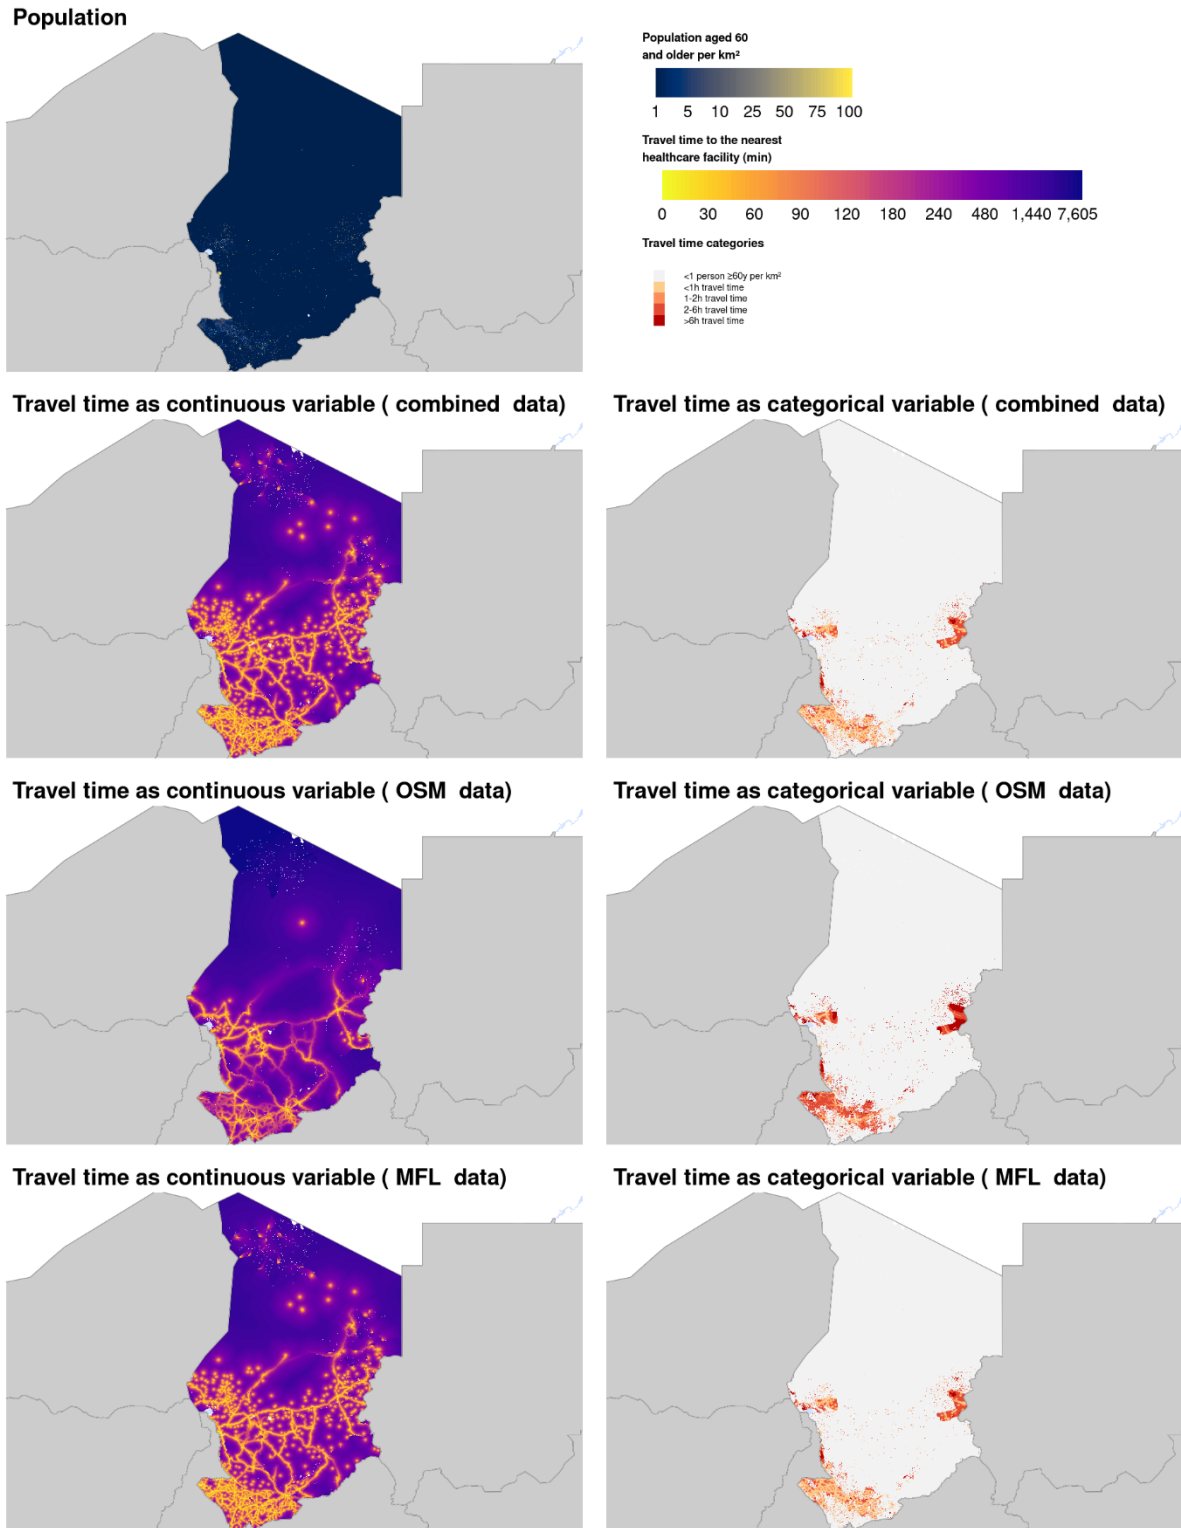 Population
Population aged 60
and older per km²
1 5 10 25 50 75 100
Travel time to the nearest
healthcare facility (min)
0 30 60 90 120 180 240 480 1,440 7,605
Travel time categories
<1 person ≥60y per km²
<1h travel time
1-2h travel time
2-6h travel time
>6h travel time
Travel time as continuous variable ( combined data)
Travel time as categorical variable ( combined data)
Travel time as continuous variable ( OSM data)
Travel time as categorical variable ( OSM data)
Travel time as continuous variable ( MFL data)
Travel time as categorical variable ( MFL data)